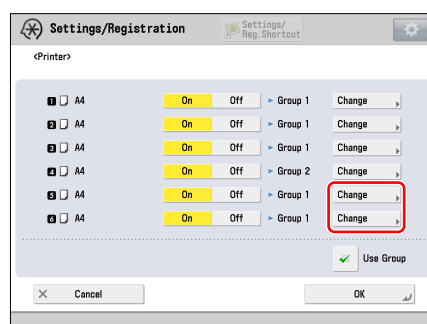 Settings/Registration
Settings/
Reg. Shortcut
<Printer>
1 A4 On Off ► Group 1 Change
2 A4 On Off ► Group 1 Change
3 A4 On Off ► Group 1 Change
4 A4 On Off ► Group 2 Change
5 A4 On Off ► Group 1 Change
6 A4 On Off ► Group 1 Change
Use Group
Cancel OK